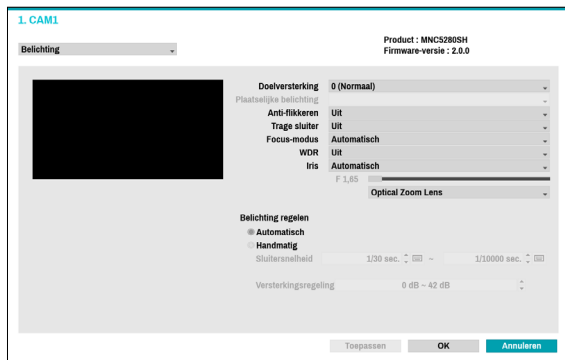 1. CAM1
Product : MNC5280SH
Belichting
Firmware-versie : 2.0.0
Doelversterking 0 (Normaal)
Plaatselijke belichting
Anti-flikkeren Uit
Trage sluiter Uit
Focus-modus Automatisch
WDR Uit
Iris Automatisch
F 1,65
Optical Zoom Lens
Belichting regelen
Automatisch
Handmatig
Sluitersnelheid 1/30 sec. ~ 1/10000 sec.
Versterkingsregeling 0 dB ~ 42 dB
Toepassen OK Annuleren